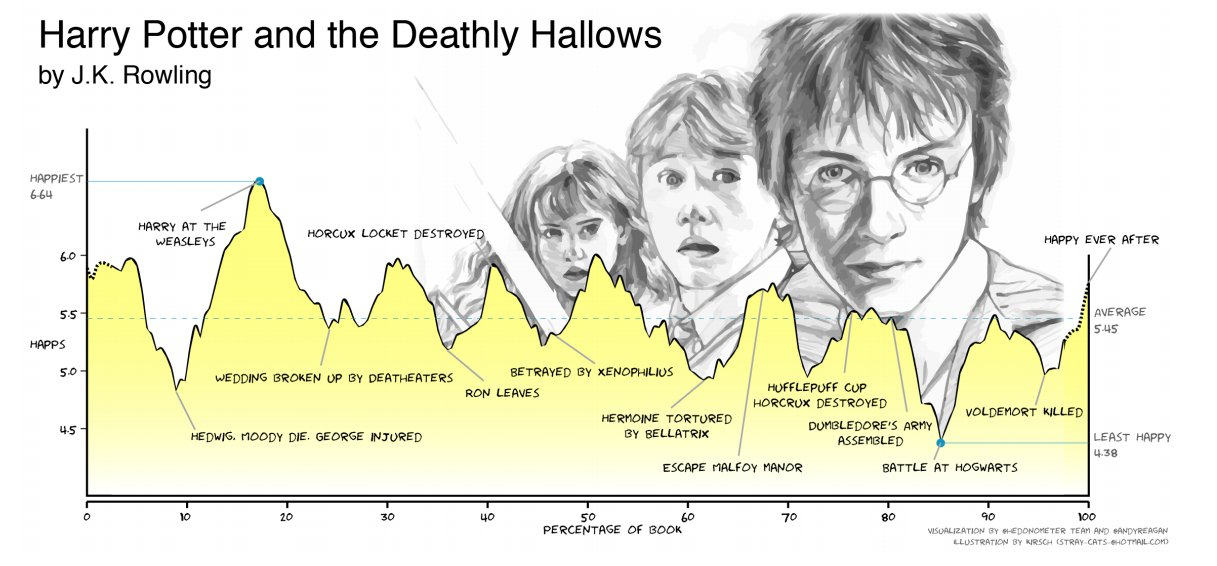 Harry Potter and the Deathly Hallows
by J.K. Rowling
HAPPIEST
6.64
HARRY AT THE
WEASLEYS
HORCUX LOCKET DESTROYED
HAPPY EVER AFTER
6.0
5.5
HAPPS
5.0
4.5
AVERAGE
5.45
WEDDING BROKEN UP BY DEATHEATERS
BETRAYED BY XENOPHILIUS
RON LEAVES
HUFFLEPUFF CUP
HORCRUX DESTROYED
HERMOINE TORTURED
BY BELLATRIX
DUMBLEDORE'S ARMY
ASSEMBLED
VOLDEMORT KILLED
HEDWIG, MOODY DIE. GEORGE INJURED
ESCAPE MALFOY MANOR
BATTLE AT HOGWARTS
LEAST HAPPY
4.38
0 10 20 30 40 50 60 70 80 90 100
PERCENTAGE OF BOOK
VISUALIZATION BY @HEDONOMETER TEAM AND @ANDYREAGAN
ILLUSTRATION BY KIRSCH (STRAY-CATS-@HOTMAIL.COM)